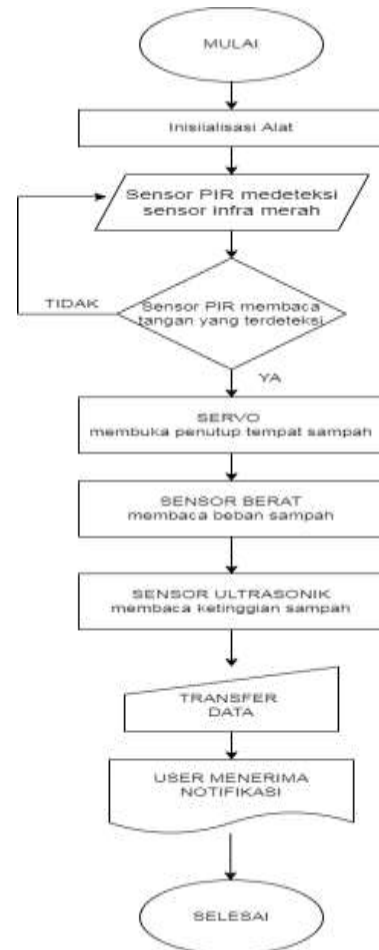 MULAI
Inisiialisasi Alat
Sensor PIR medeteksi
sensor infra merah
Sensor PIR membaca
tangan yang terdeteksi
TIDAK
YA
SERVO
membuka penutup tempat sampah
SENSOR BERAT
membaca beban sampah
SENSOR ULTRASONIK
membaca ketinggian sampah
TRANSFER
DATA
USER MENERIMA
NOTIFIKASI
SELESAI